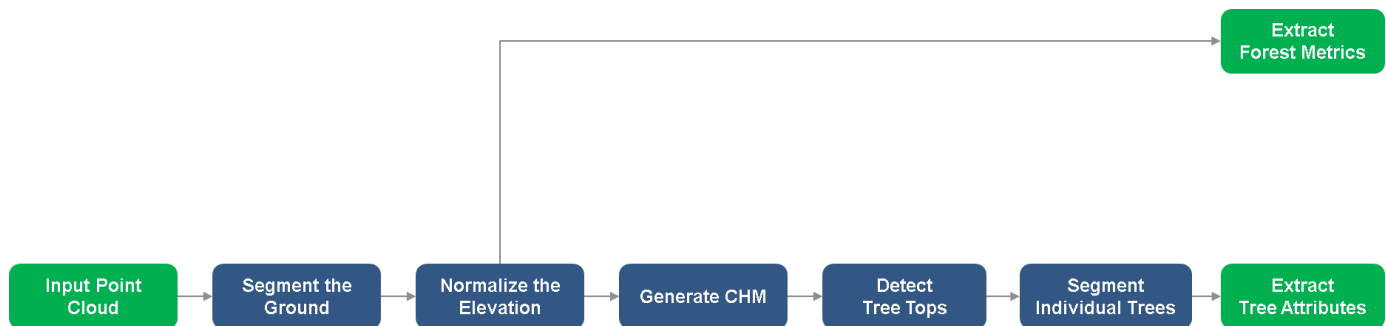 Extract
Forest Metrics
Input Point
Cloud
Segment the
Ground
Normalize the
Elevation
Generate CHM
Detect
Tree Tops
Segment
Individual Trees
Extract
Tree Attributes